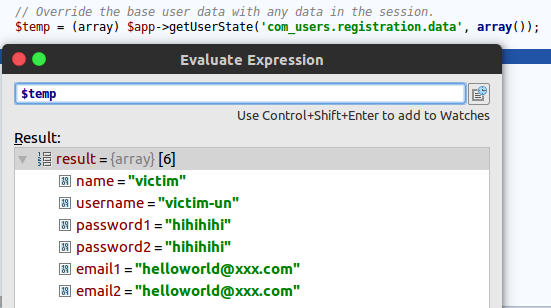 // Override the base user data with any data in the session.
$temp = (array) $app->getUserState('com_users.registration.data', array());
Evaluate Expression
$temp
Use Control+Shift+Enter to add to Watches
Result:
result = {array} [6]
name = "victim"
username = "victim-un"
password1 = "hihihihi"
password2 = "hihihihi"
email1 = "helloworld@xxx.com"
email2 = "helloworld@xxx.com"